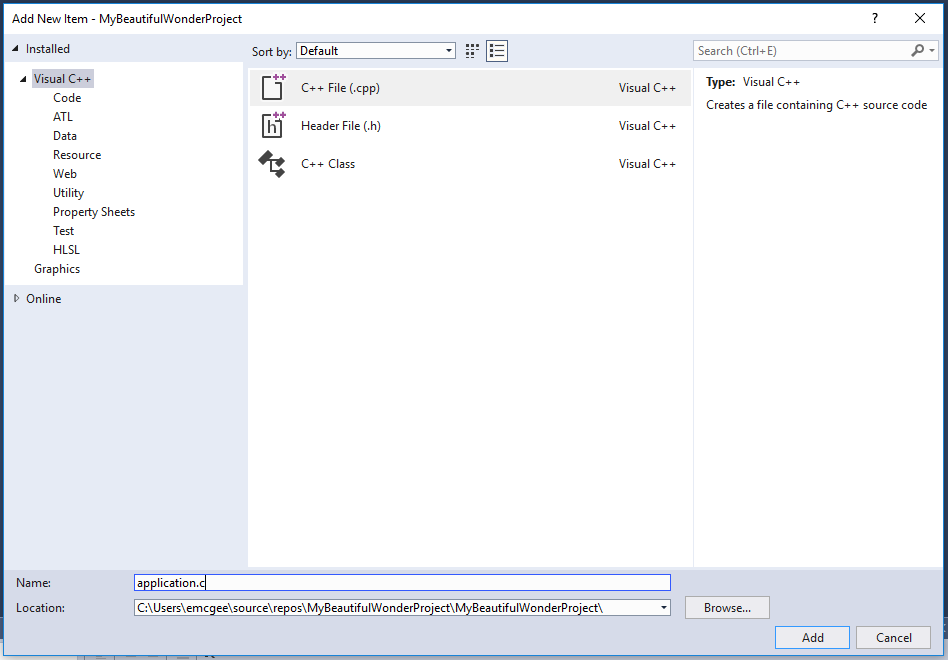 Add New Item - MyBeautifulWonderProject
?
Installed
Sort by: Default
Search (Ctrl+E)
Visual C++
Code
ATL
Data
Resource
Web
Utility
Property Sheets
Test
HLSL
Graphics
Online
C++ File (.cpp) Visual C++
Header File (.h) Visual C++
C++ Class Visual C++
Type: Visual C++
Creates a file containing C++ source code
Name: application.c
Location: C:\Users\emcgee\source\repos\MyBeautifulWonderProject\MyBeautifulWonderProject\
Browse...
Add Cancel